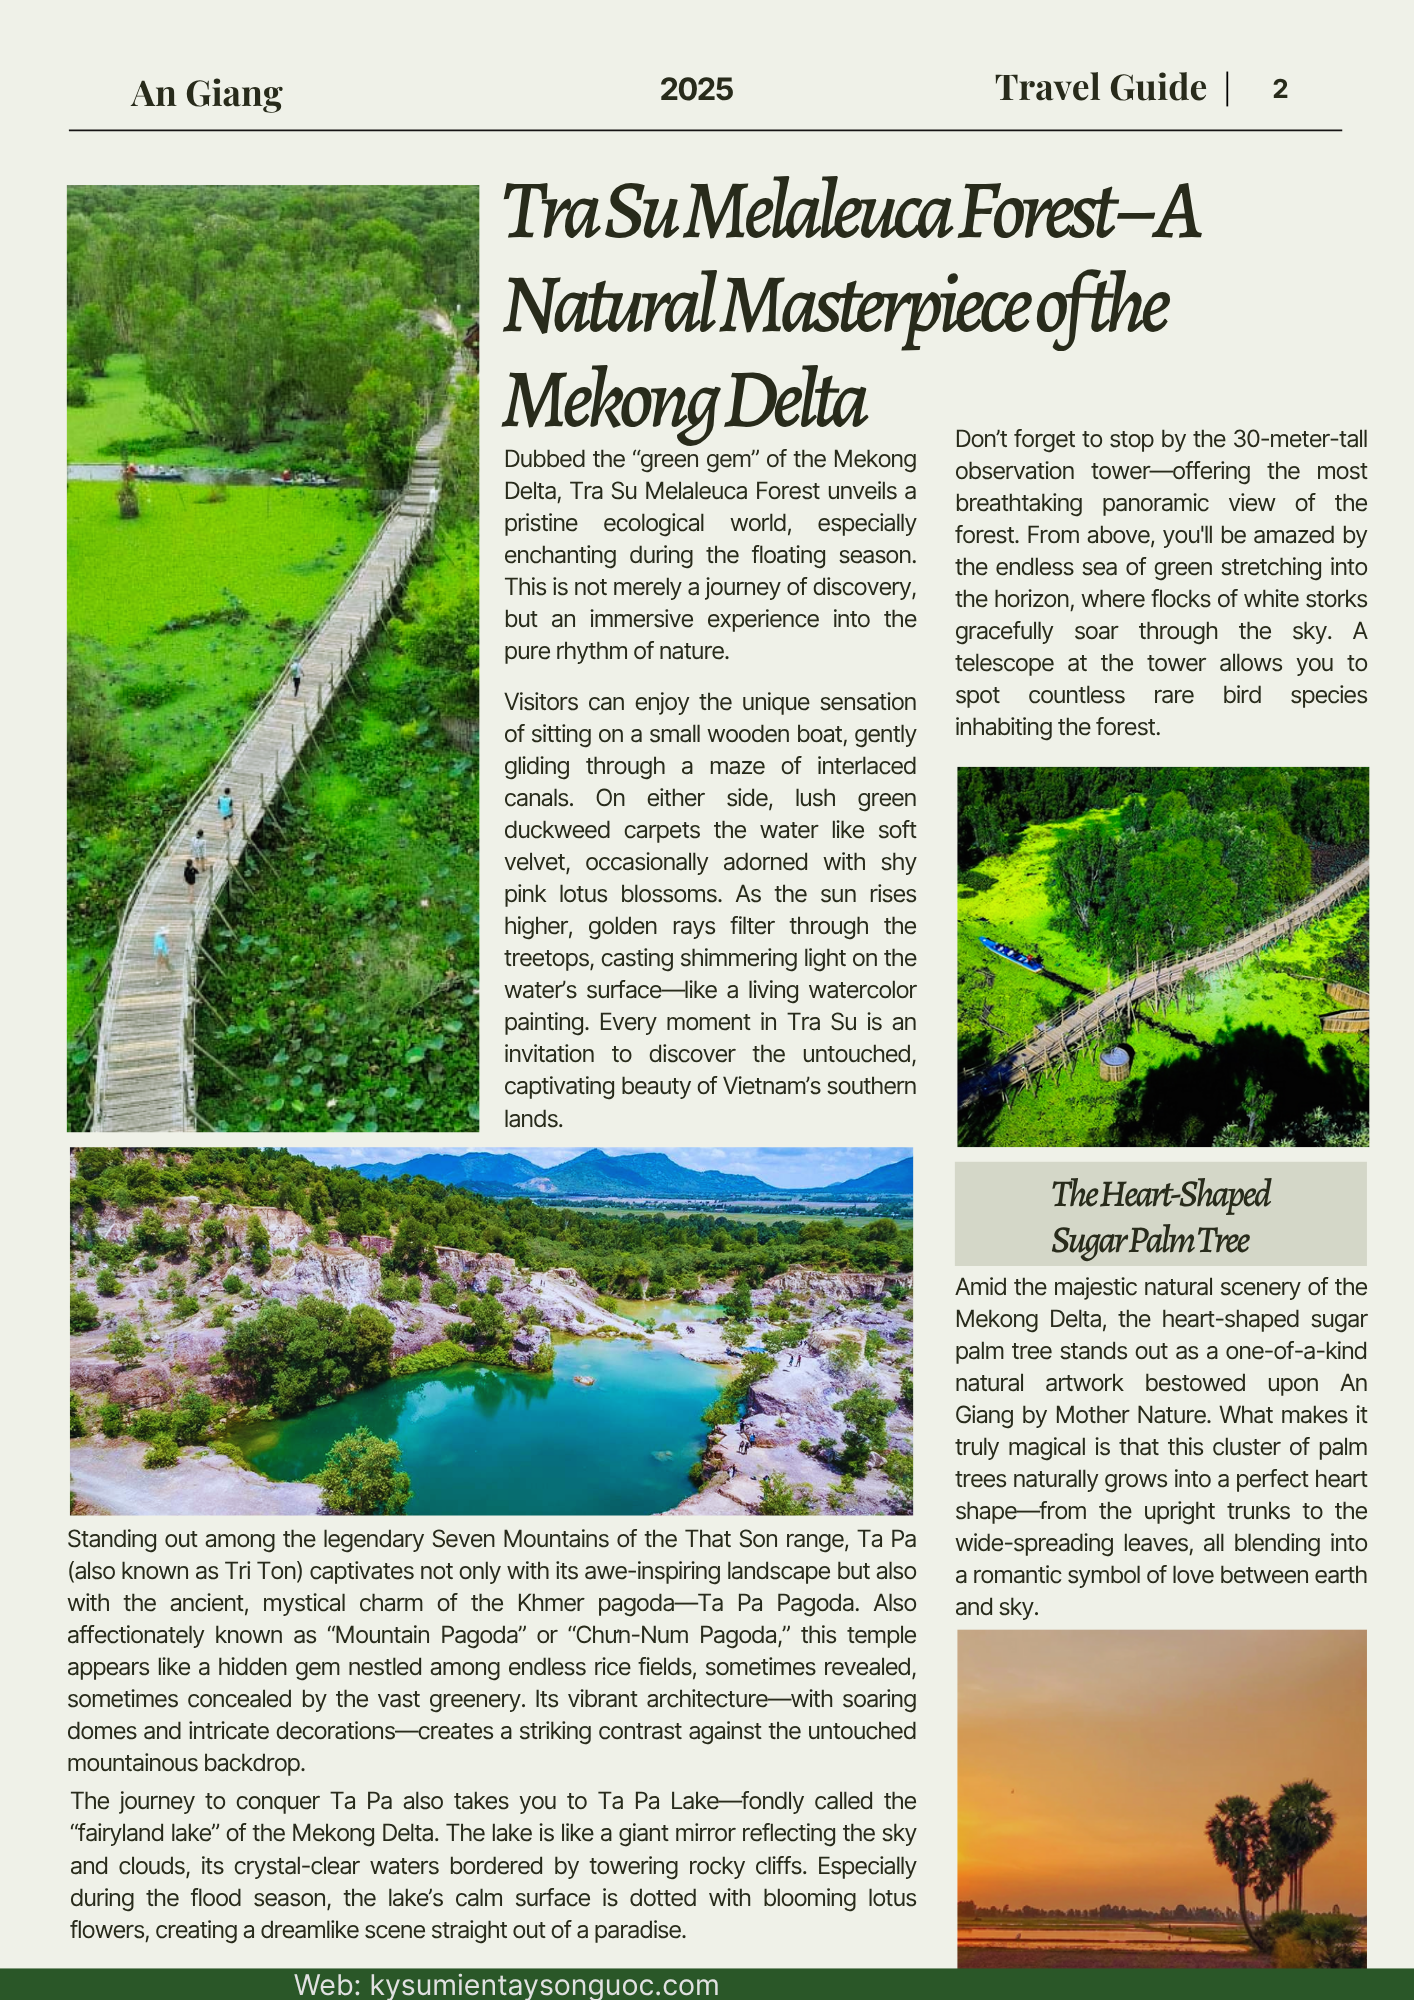 An Giang
2025
Travel Guide |
2
Tra Su Melaleuca Forest–A
Natural Masterpiece of the
Mekong Delta
Dubbed the “green gem” of the Mekong
Delta, Tra Su Melaleuca Forest unveils a
pristine ecological world, especially
enchanting during the floating season.
This is not merely a journey of discovery,
but an immersive experience into the
pure rhythm of nature.
Visitors can enjoy the unique sensation
of sitting on a small wooden boat, gently
gliding through a maze of interlaced
canals. On either side, lush green
duckweed carpets the water like soft
velvet, occasionally adorned with shy
pink lotus blossoms. As the sun rises
higher, golden rays filter through the
treetops, casting shimmering light on the
water’s surface—like a living watercolor
painting. Every moment in Tra Su is an
invitation to discover the untouched,
captivating beauty of Vietnam’s southern
lands.
Don’t forget to stop by the 30-meter-tall
observation tower—offering the most
breathtaking panoramic view of the
forest. From above, you'll be amazed by
the endless sea of green stretching into
the horizon, where flocks of white storks
gracefully soar through the sky. A
telescope at the tower allows you to
spot countless rare bird species
inhabiting the forest.
The Heart-Shaped
Sugar Palm Tree
Amid the majestic natural scenery of the
Mekong Delta, the heart-shaped sugar
palm tree stands out as a one-of-a-kind
natural artwork bestowed upon An
Giang by Mother Nature. What makes it
truly magical is that this cluster of palm
trees naturally grows into a perfect heart
shape—from the upright trunks to the
wide-spreading leaves, all blending into
a romantic symbol of love between earth
and sky.
Standing out among the legendary Seven Mountains of the That Son range, Ta Pa
(also known as Tri Ton) captivates not only with its awe-inspiring landscape but also
with the ancient, mystical charm of the Khmer pagoda—Ta Pa Pagoda. Also
affectionately known as “Mountain Pagoda” or “Chưn-Num Pagoda,” this temple
appears like a hidden gem nestled among endless rice fields, sometimes revealed,
sometimes concealed by the vast greenery. Its vibrant architecture—with soaring
domes and intricate decorations—creates a striking contrast against the untouched
mountainous backdrop.
The journey to conquer Ta Pa also takes you to Ta Pa Lake—fondly called the
“fairyland lake” of the Mekong Delta. The lake is like a giant mirror reflecting the sky
and clouds, its crystal-clear waters bordered by towering rocky cliffs. Especially
during the flood season, the lake’s calm surface is dotted with blooming lotus
flowers, creating a dreamlike scene straight out of a paradise.
Web: kysumientaysonguoc.com